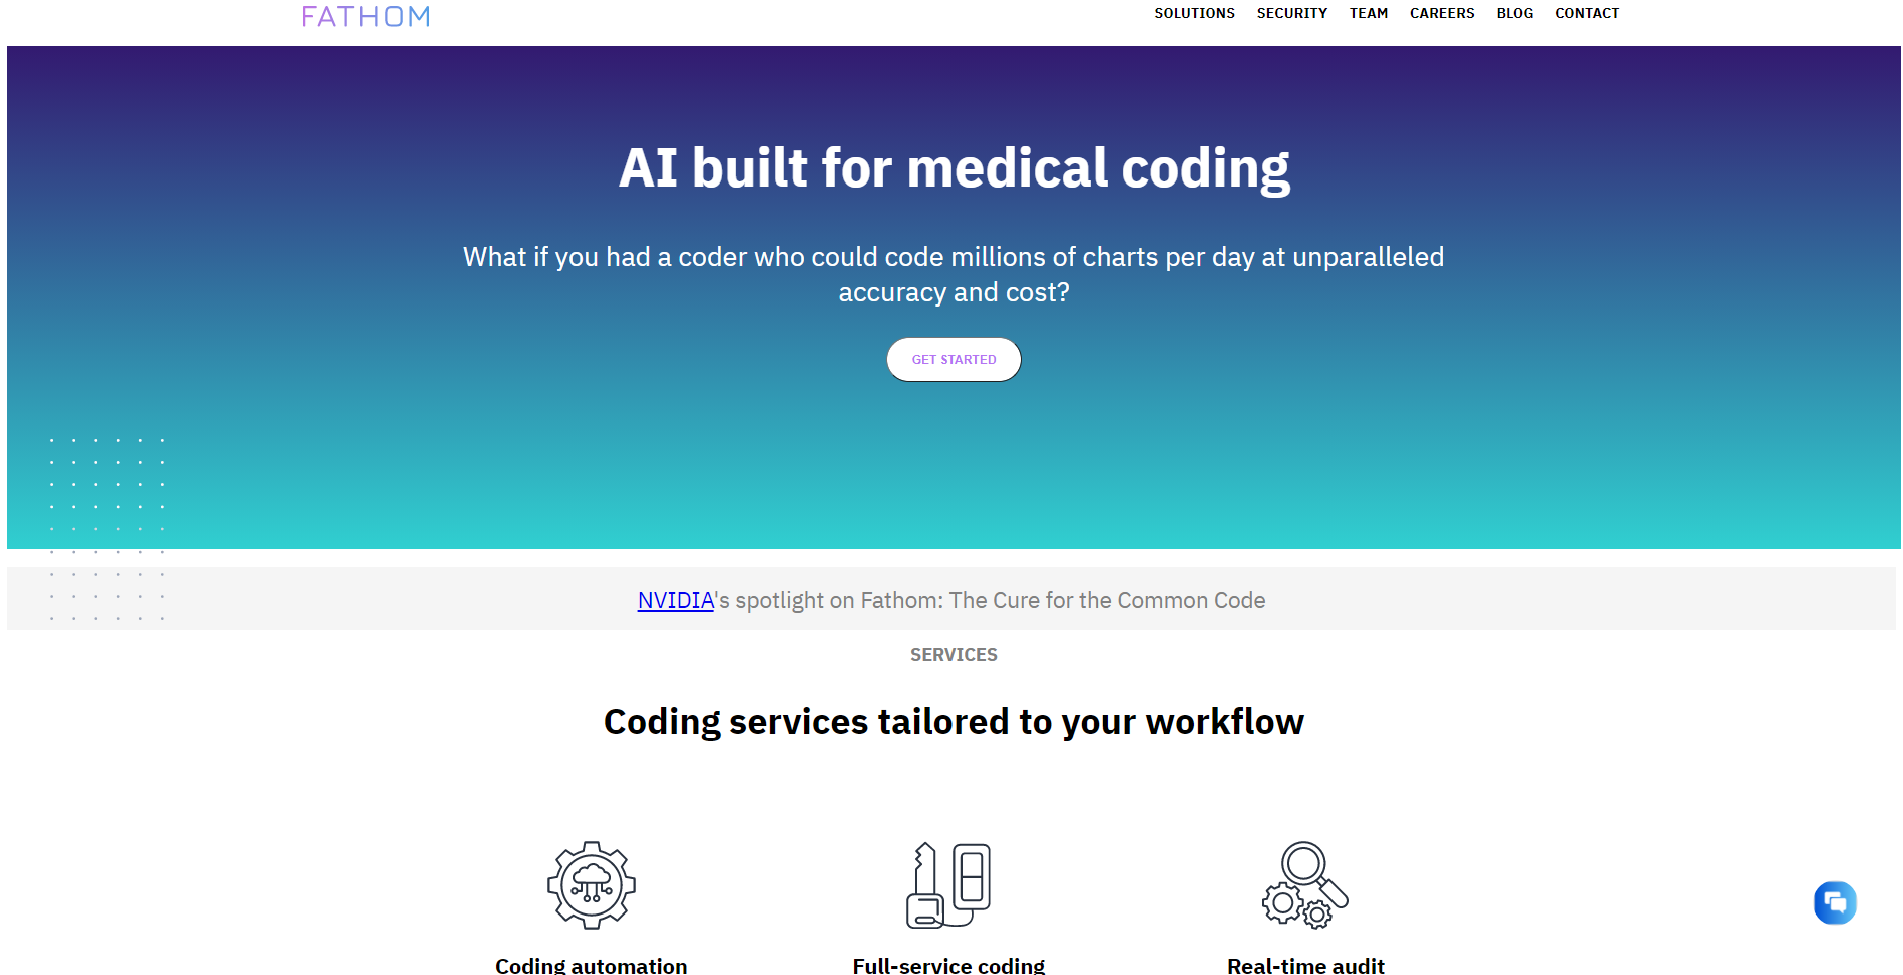 FATHOM
SOLUTIONS SECURITY TEAM CAREERS BLOG CONTACT
AI built for medical coding
What if you had a coder who could code millions of charts per day at unparalleled
accuracy and cost?
GET STARTED
NVIDIA's spotlight on Fathom: The Cure for the Common Code
SERVICES
Coding services tailored to your workflow
Coding automation
Full-service coding
Real-time audit